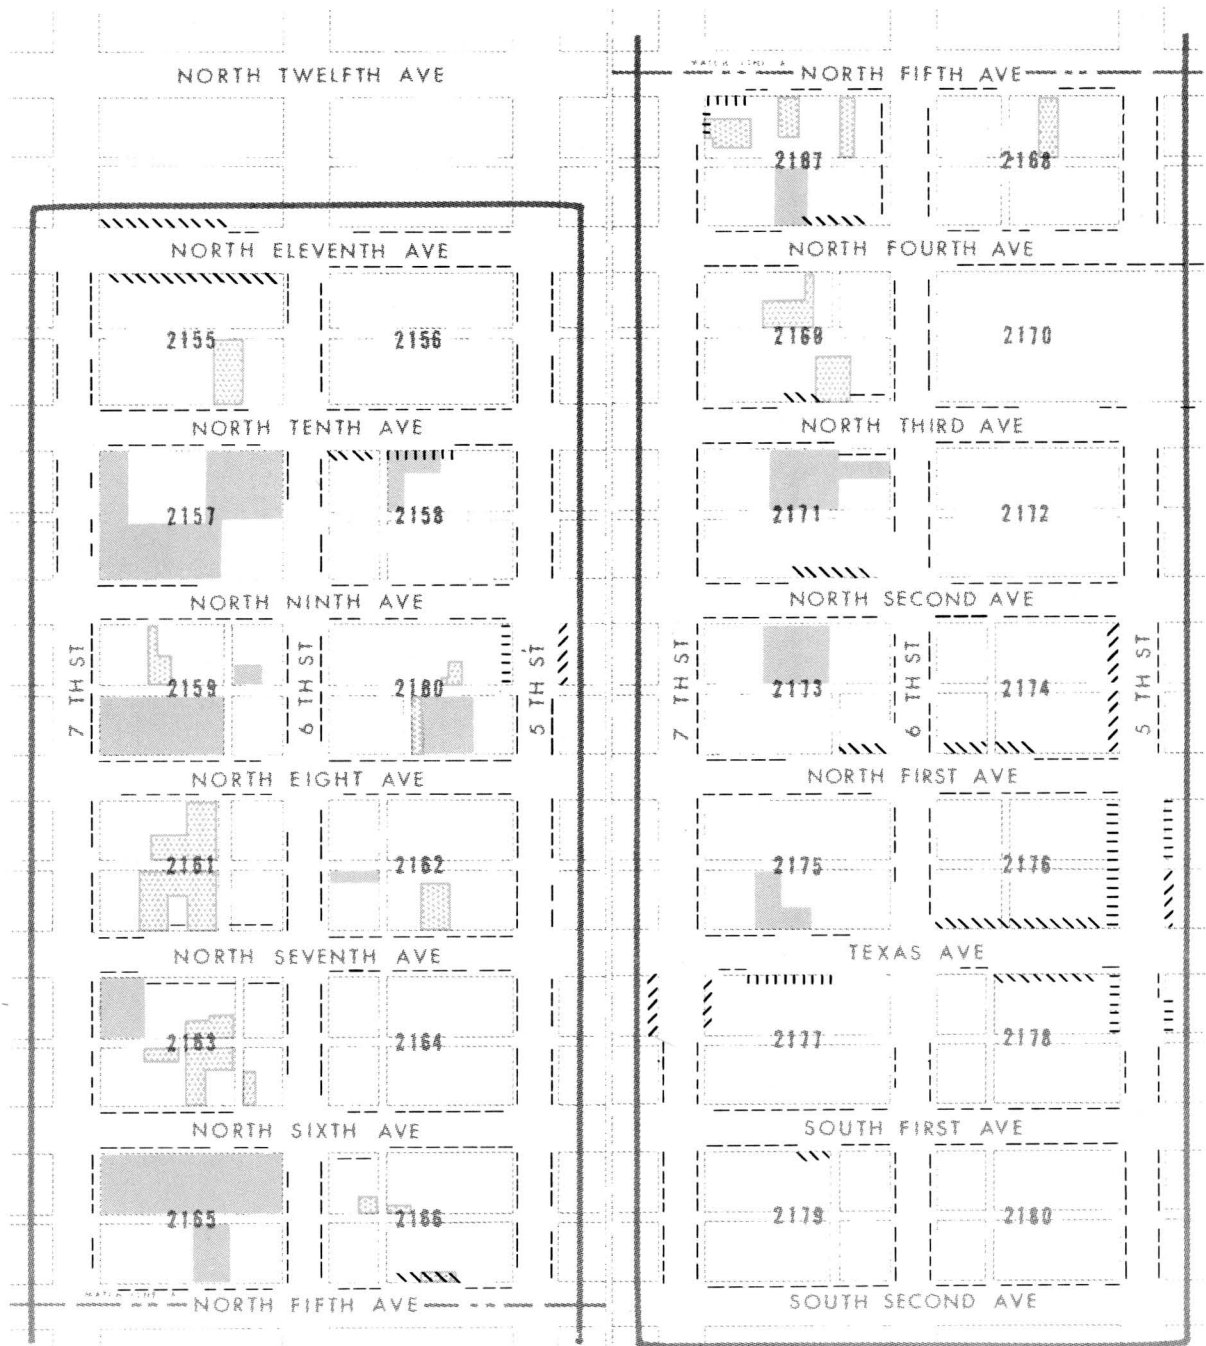 NORTH TWELFTH AVE
NORTH ELEVENTH AVE
2155
2156
NORTH TENTH AVE
2157
2158
NORTH NINTH AVE
7 TH ST
2159
6 TH ST
2160
5 TH ST
NORTH EIGHT AVE
2161
2162
NORTH SEVENTH AVE
2163
2164
NORTH SIXTH AVE
2165
2166
MATCH LINE A
NORTH FIFTH AVE
MATCH LINE A
NORTH FIFTH AVE
2167
2168
NORTH FOURTH AVE
2169
2170
NORTH THIRD AVE
2171
2172
NORTH SECOND AVE
7 TH ST
2173
6 TH ST
2174
5 TH ST
NORTH FIRST AVE
2175
2176
TEXAS AVE
2177
2178
SOUTH FIRST AVE
2179
2180
SOUTH SECOND AVE